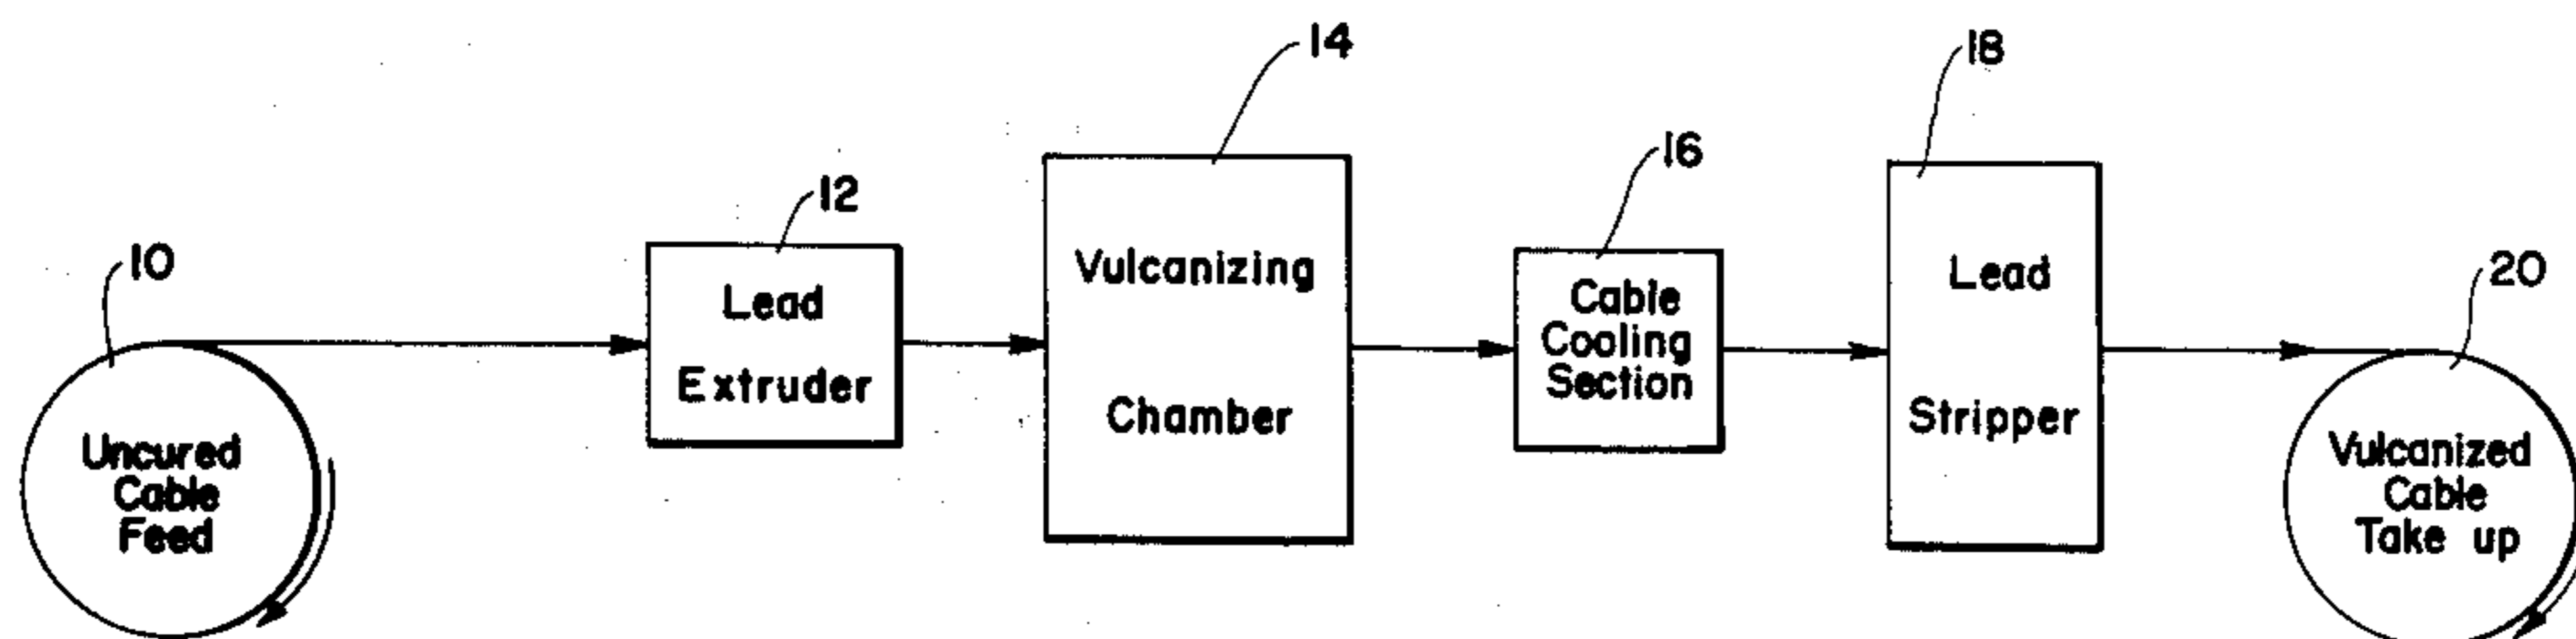 10
Uncured
Cable
Feed
12
Lead
Extruder
14
Vulcanizing
Chamber
16
Cable
Cooling
Section
18
Lead
Stripper
20
Vulcanized
Cable
Take up